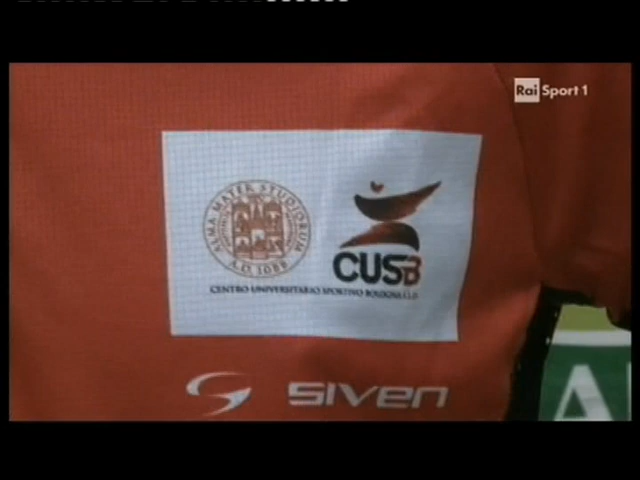 Rai Sport 1
ALMA MATER STUDIORUM
A.D. 1088
CUSB
CENTRO UNIVERSITARIO SPORTIVO BOLOGNA
SIVEN